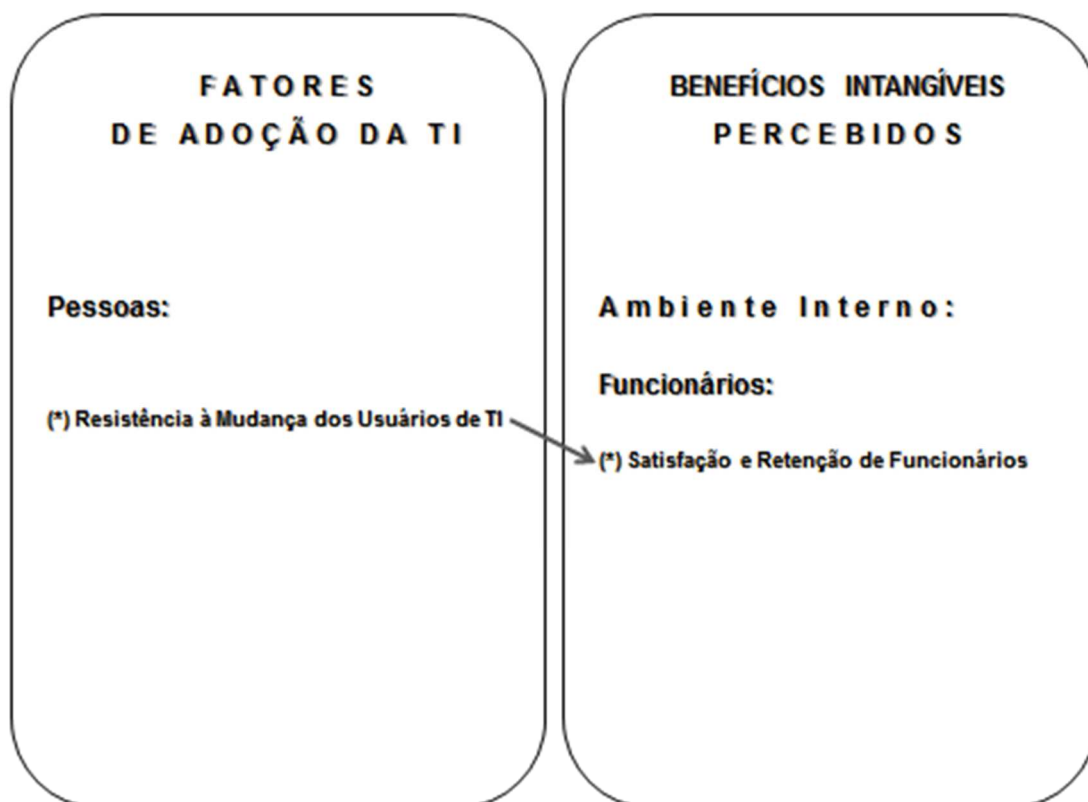 FATORES
DE ADOÇÃO DA TI
Pessoas:
(*) Resistência à Mudança dos Usuários de TI
BENEFÍCIOS INTANGÍVEIS
PERCEBIDOS
Ambiente Interno:
Funcionários:
(*) Satisfação e Retenção de Funcionários